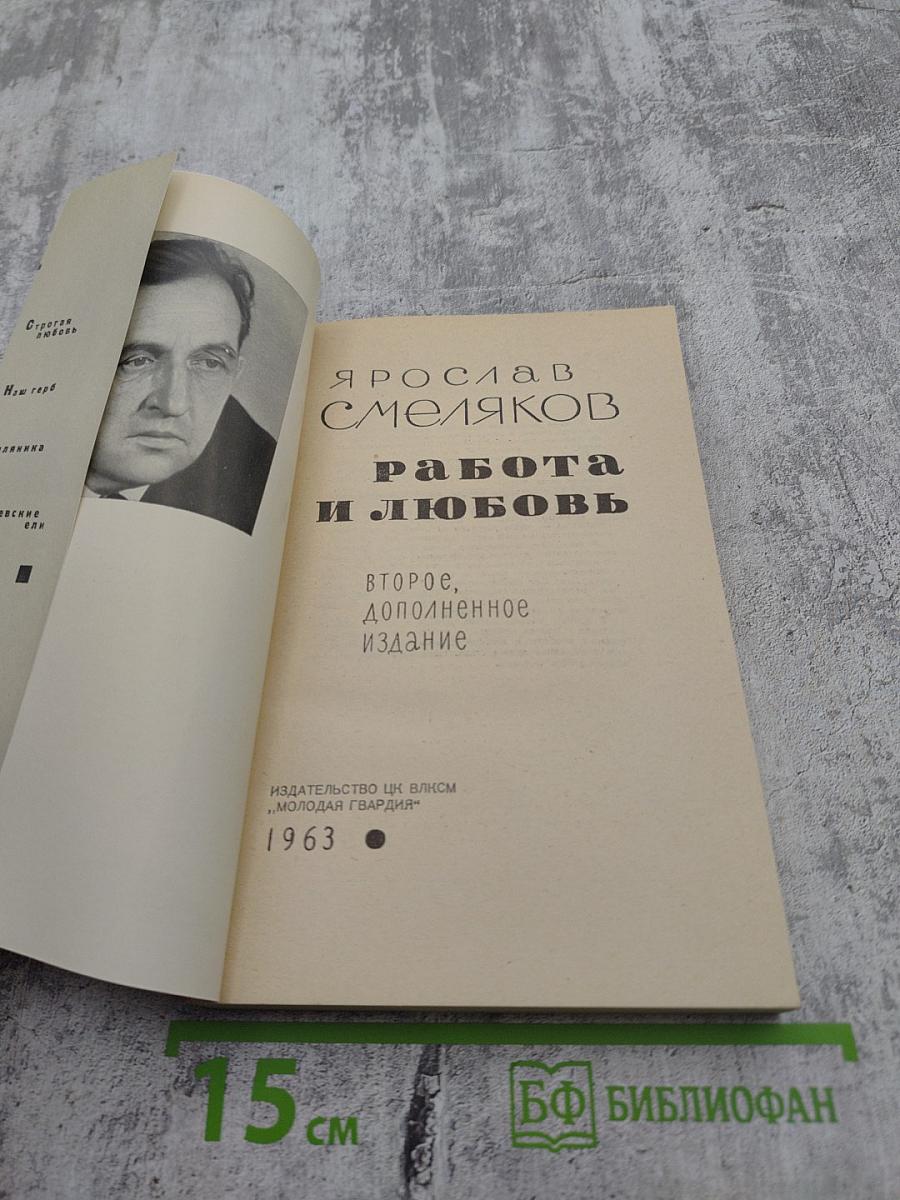 Строгая
любовь
Наш герб
ели
ЯРОСЛАВ
СМЕЛЯКОВ
РАБОТА
И ЛЮБОВЬ
ВТОРОЕ,
ДОПОЛНЕННОЕ
ИЗДАНИЕ
ИЗДАТЕЛЬСТВО ЦК ВЛКСМ
„МОЛОДАЯ ГВАРДИЯ“
1963
15 см
БФ БИБЛИОФАН